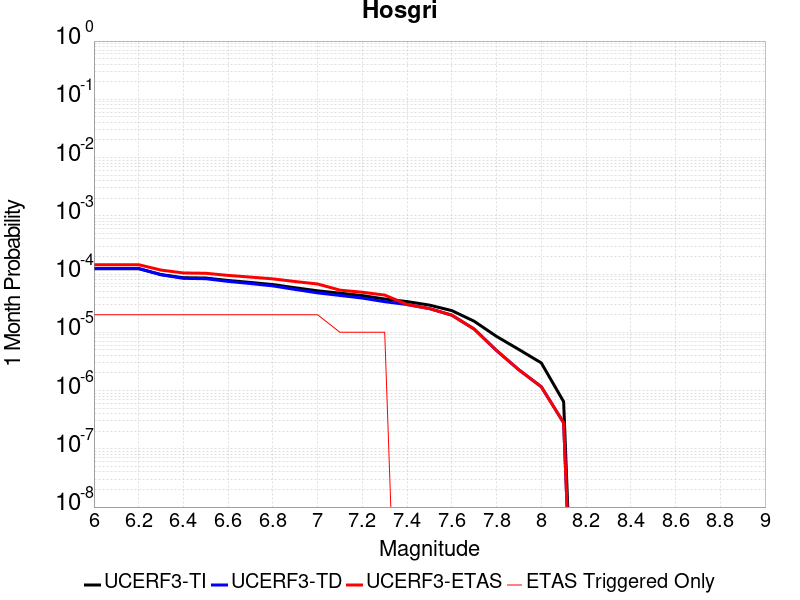 Hosgri
10^0
10^-1
10^-2
10^-3
10^-4
10^-5
10^-6
10^-7
10^-8
1 Month Probability
6 6.2 6.4 6.6 6.8 7 7.2 7.4 7.6 7.8 8 8.2 8.4 8.6 8.8 9
Magnitude
UCERF3-TI UCERF3-TD UCERF3-ETAS ETAS Triggered Only